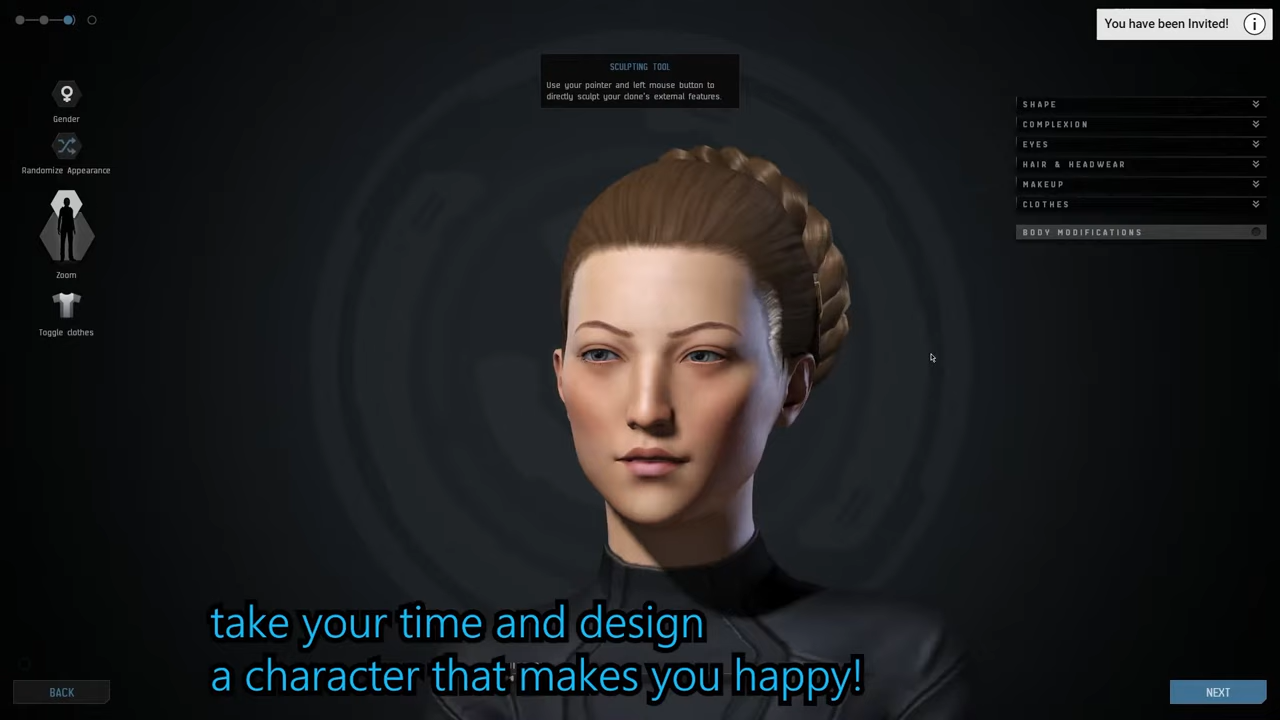 You have been Invited!
SCULPTING TOOL
Use your pointer and left mouse button to
directly sculpt your clone's external features.
Gender
Randomize Appearance
Zoom
Toggle clothes
SHAPE
COMPLEXION
EYES
HAIR & HEADWEAR
MAKEUP
CLOTHES
BODY MODIFICATIONS
take your time and design
a character that makes you happy!
BACK
NEXT